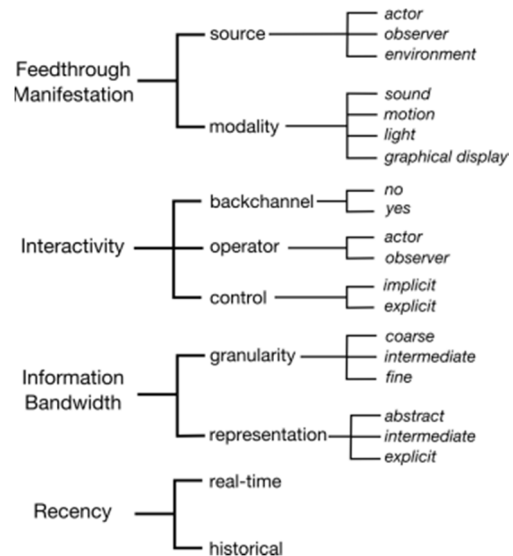 Feedthrough
Manifestation
source
actor
observer
environment
modality
sound
motion
light
graphical display
Interactivity
backchannel
no
yes
operator
actor
observer
control
implicit
explicit
Information
Bandwidth
granularity
coarse
intermediate
fine
representation
abstract
intermediate
explicit
Recency
real-time
historical